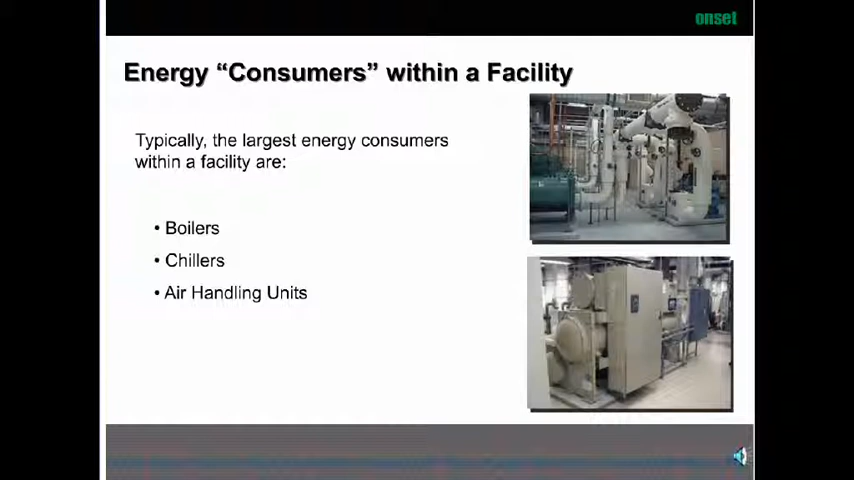 onset
Energy “Consumers” within a Facility
Typically, the largest energy consumers
within a facility are:
• Boilers
• Chillers
• Air Handling Units